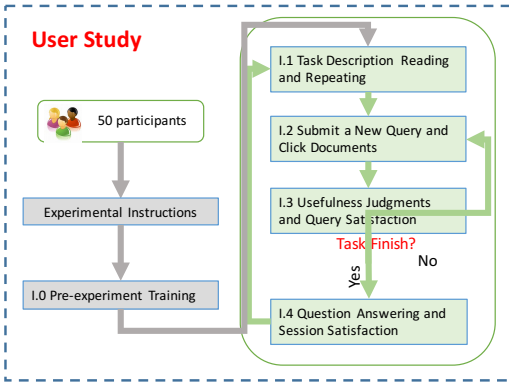 User Study
50 participants
Experimental Instructions
I.0 Pre-experiment Training
I.1 Task Description Reading
and Repeating
I.2 Submit a New Query and
Click Documents
I.3 Usefulness Judgments
and Query Satisfaction
Task Finish?
No
Yes
I.4 Question Answering and
Session Satisfaction